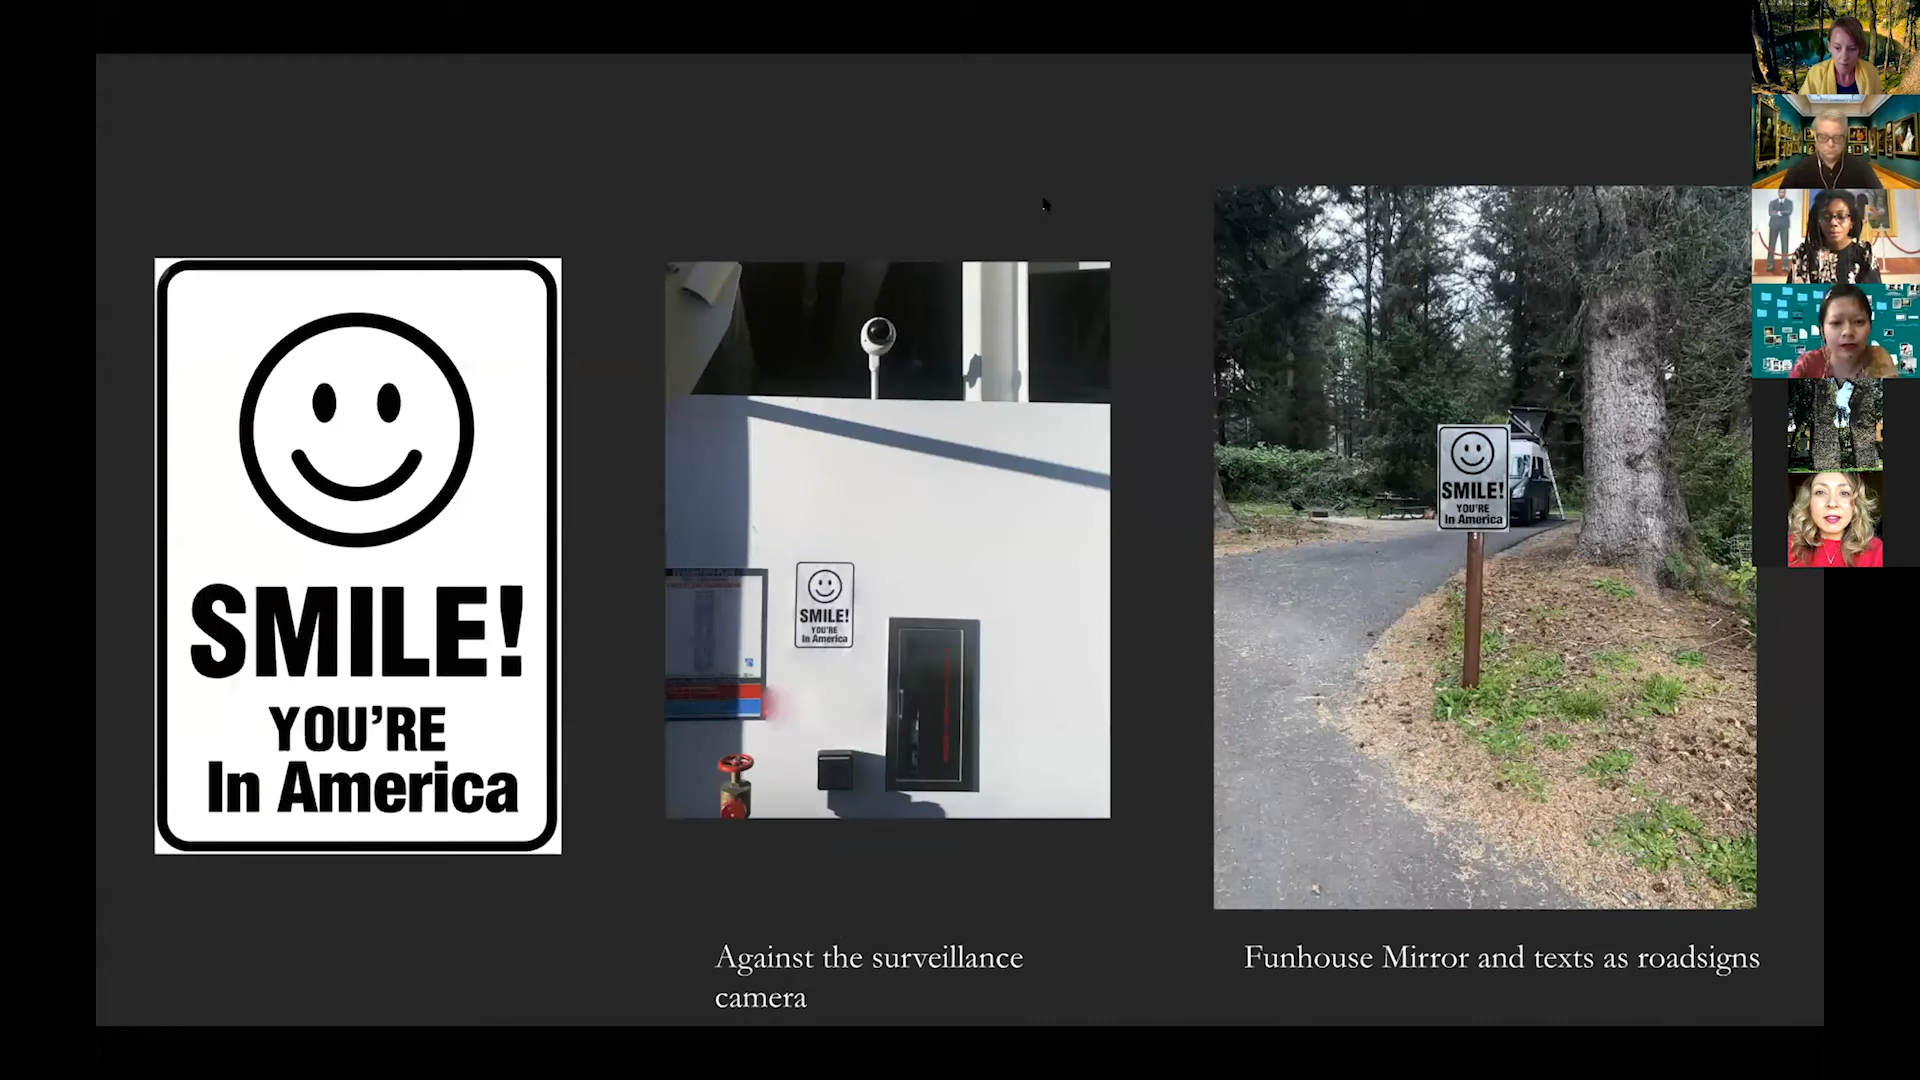 SMILE!
YOU'RE
In America
SMILE!
YOU'RE
In America
SMILE!
YOU'RE
In America
Against the surveillance
camera
Funhouse Mirror and texts as roadsigns